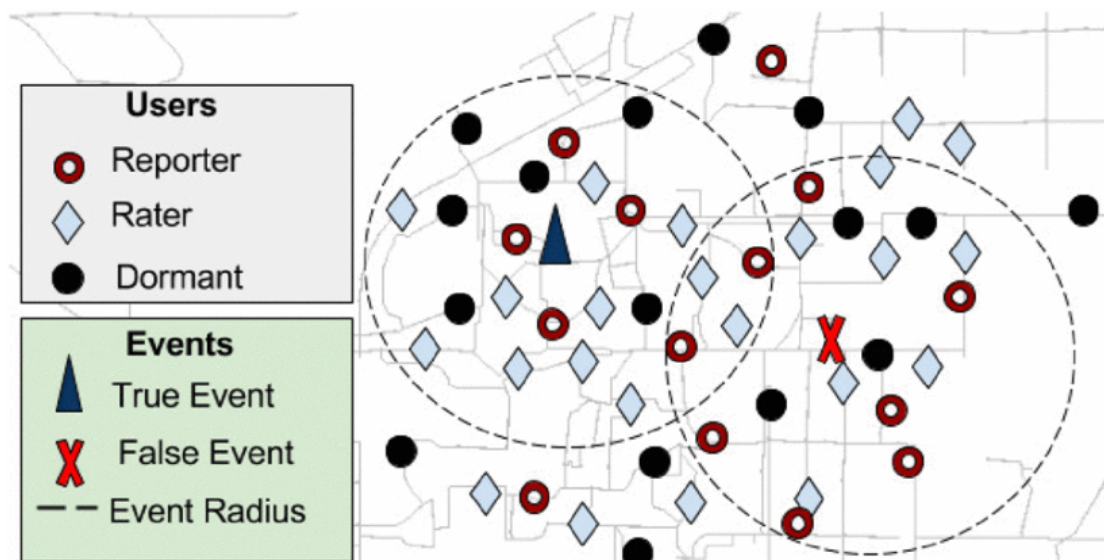 Users
Reporter
Rater
Dormant
Events
True Event
False Event
Event Radius